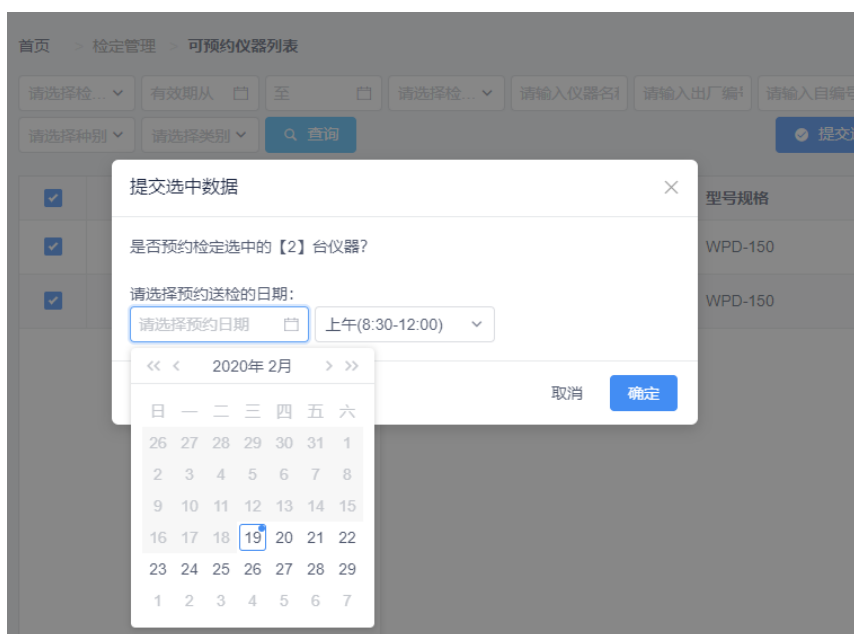 首页 > 检定管理 > 可预约仪器列表
请选择检... 有效期从 至 请选择检... 请输入仪器名 请输入出厂编 请输入自编
请选择种别 请选择类别 查询 提交
提交选中数据
型号规格
是否预约检定选中的【2】台仪器?
WPD-150
请选择预约送检的日期:
WPD-150
请选择预约日期 上午(8:30-12:00)
<< < 2020年 2月 > >>
取消 确定
日 一 二 三 四 五 六
26 27 28 29 30 31 1
2 3 4 5 6 7 8
9 10 11 12 13 14 15
16 17 18 19 20 21 22
23 24 25 26 27 28 29
1 2 3 4 5 6 7